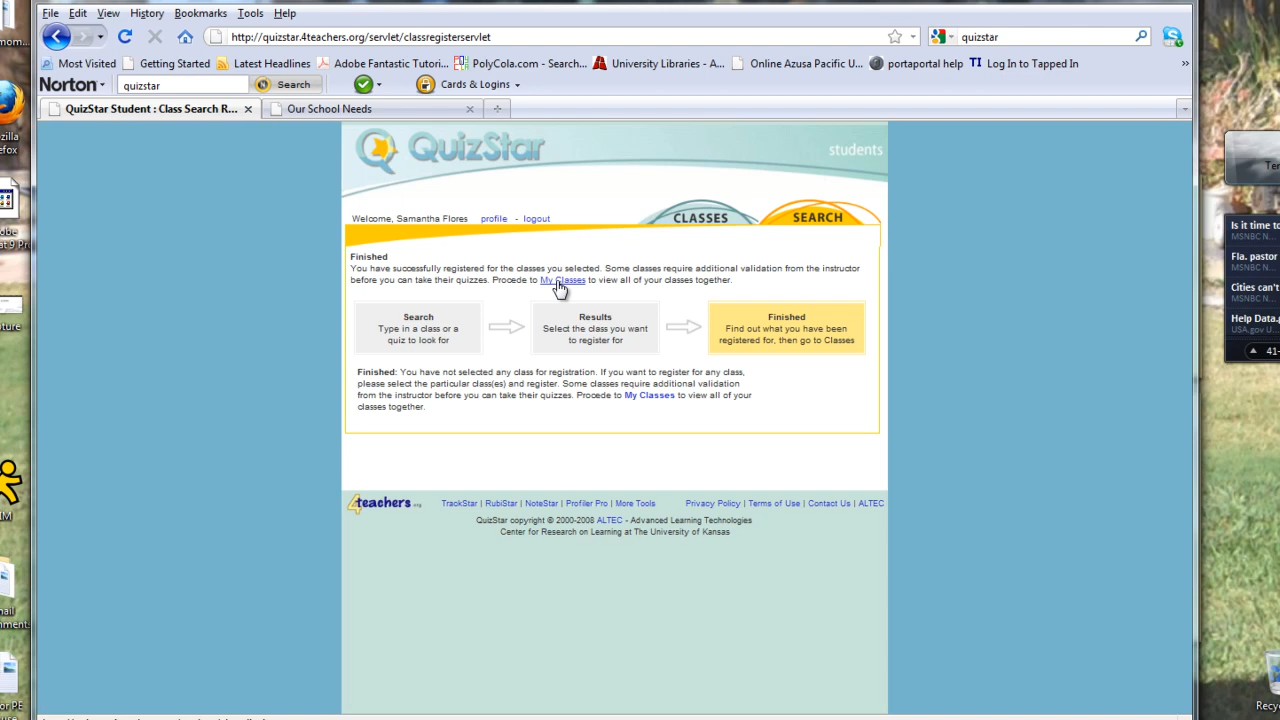 File Edit View History Bookmarks Tools Help
http://quizstar.4teachers.org/servlet/classregisterservlet
quizstar
Most Visited Getting Started Latest Headlines Adobe Fantastic Tutori... PolyCola.com - Search... University Libraries - A... Online Azusa Pacific U... portaportal help TI Log In to Tapped In »
Norton quizstar Search Cards & Logins
QuizStar Student : Class Search R... Our School Needs
QuizStar students
Welcome, Samantha Flores profile - logout CLASSES SEARCH
Finished
You have successfully registered for the classes you selected. Some classes require additional validation from the instructor
before you can take their quizzes. Procede to My Classes to view all of your classes together.
Search
Type in a class or a
quiz to look for
Results
Select the class you want
to register for
Finished
Find out what you have been
registered for, then go to Classes
Finished: You have not selected any class for registration. If you want to register for any class,
please select the particular class(es) and register. Some classes require additional validation
from the instructor before you can take their quizzes. Procede to My Classes to view all of your
classes together.
4teachers.org TrackStar | RubiStar | NoteStar | Profiler Pro | More Tools Privacy Policy | Terms of Use | Contact Us | ALTEC
QuizStar copyright © 2000-2008 ALTEC - Advanced Learning Technologies
Center for Research on Learning at The University of Kansas
Is it time to
MSNBC N...
Fla. pastor
MSNBC N...
Cities can't
MSNBC N...
Help Data.g
USA.gov U...
41-